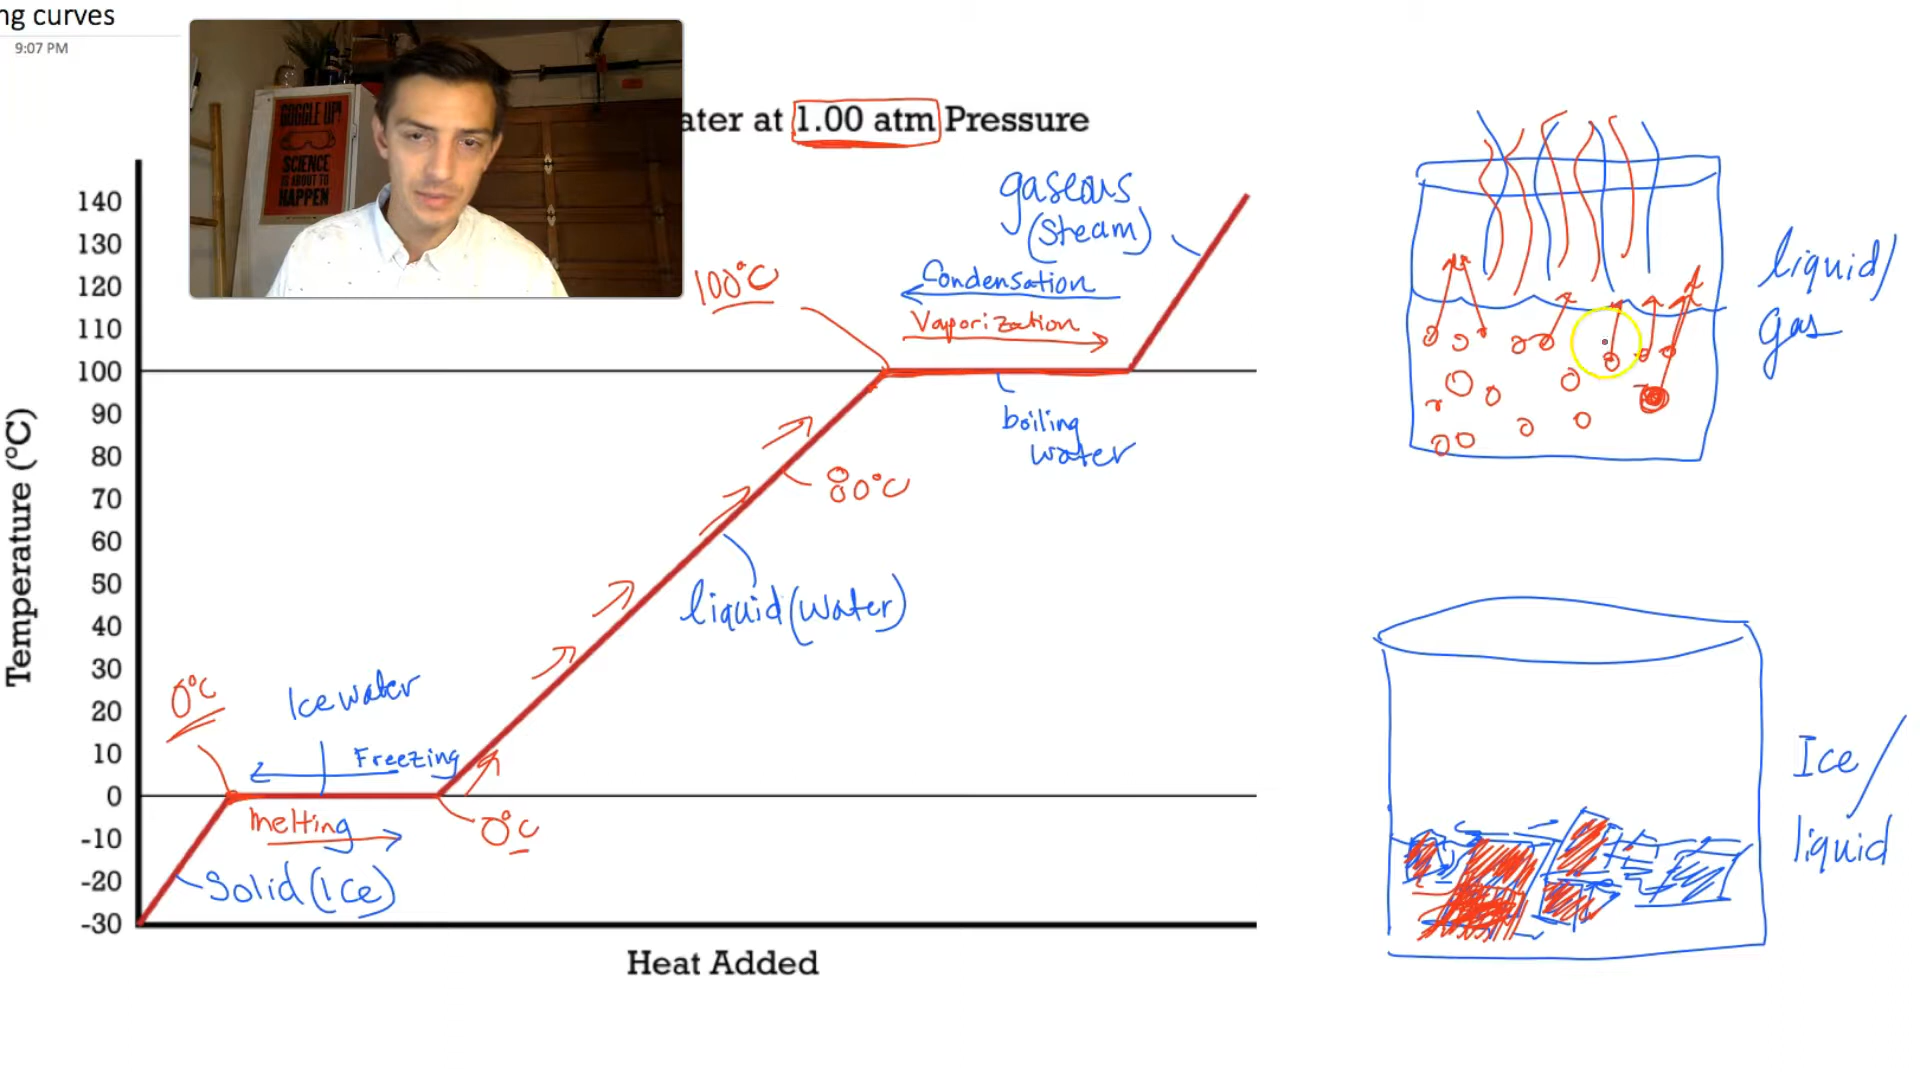 ng curves
9:07 PM
GOGGLE UP!
SCIENCE
IS ABOUT TO
HAPPEN
ater at 1.00 atm Pressure
140
130
120
110
100
90
80
70
60
50
40
30
20
10
0
-10
-20
-30
Temperature (°C)
Heat Added
gaseous
(Steam)
100°C
Condensation
Vaporization
boiling
water
80°C
liquid (water)
0°C
Ice water
Freezing
melting
0°C
Solid (Ice)
liquid/
gas
Ice/
liquid